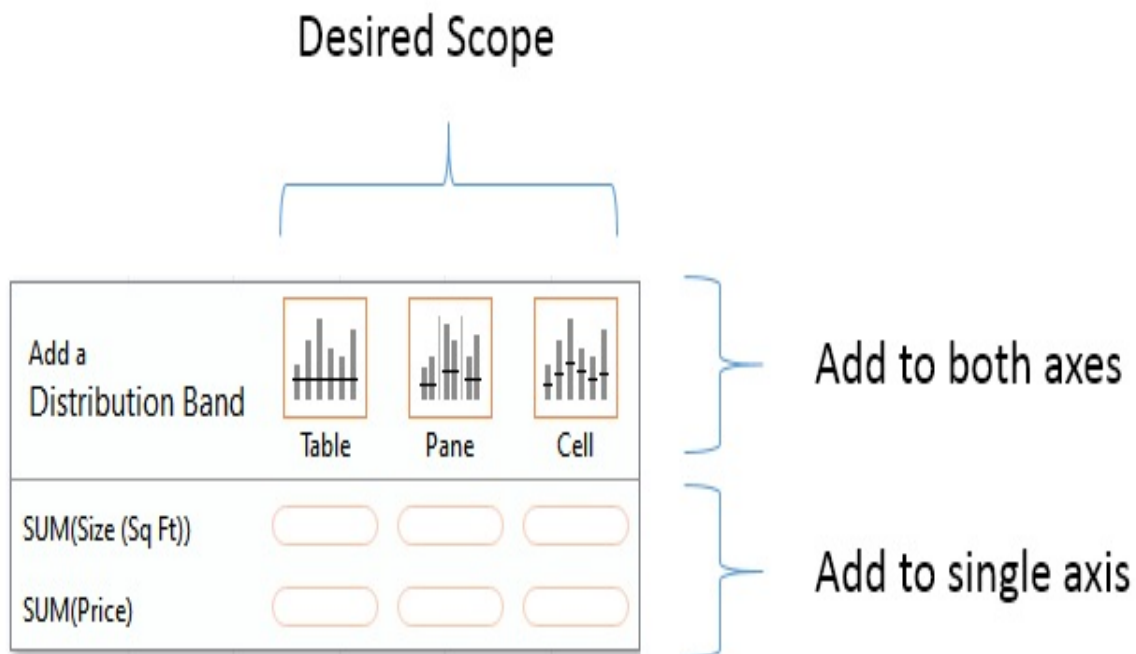 Desired Scope
Add a
Distribution Band
Table Pane Cell
Add to both axes
SUM(Size (Sq Ft))
SUM(Price)
Add to single axis